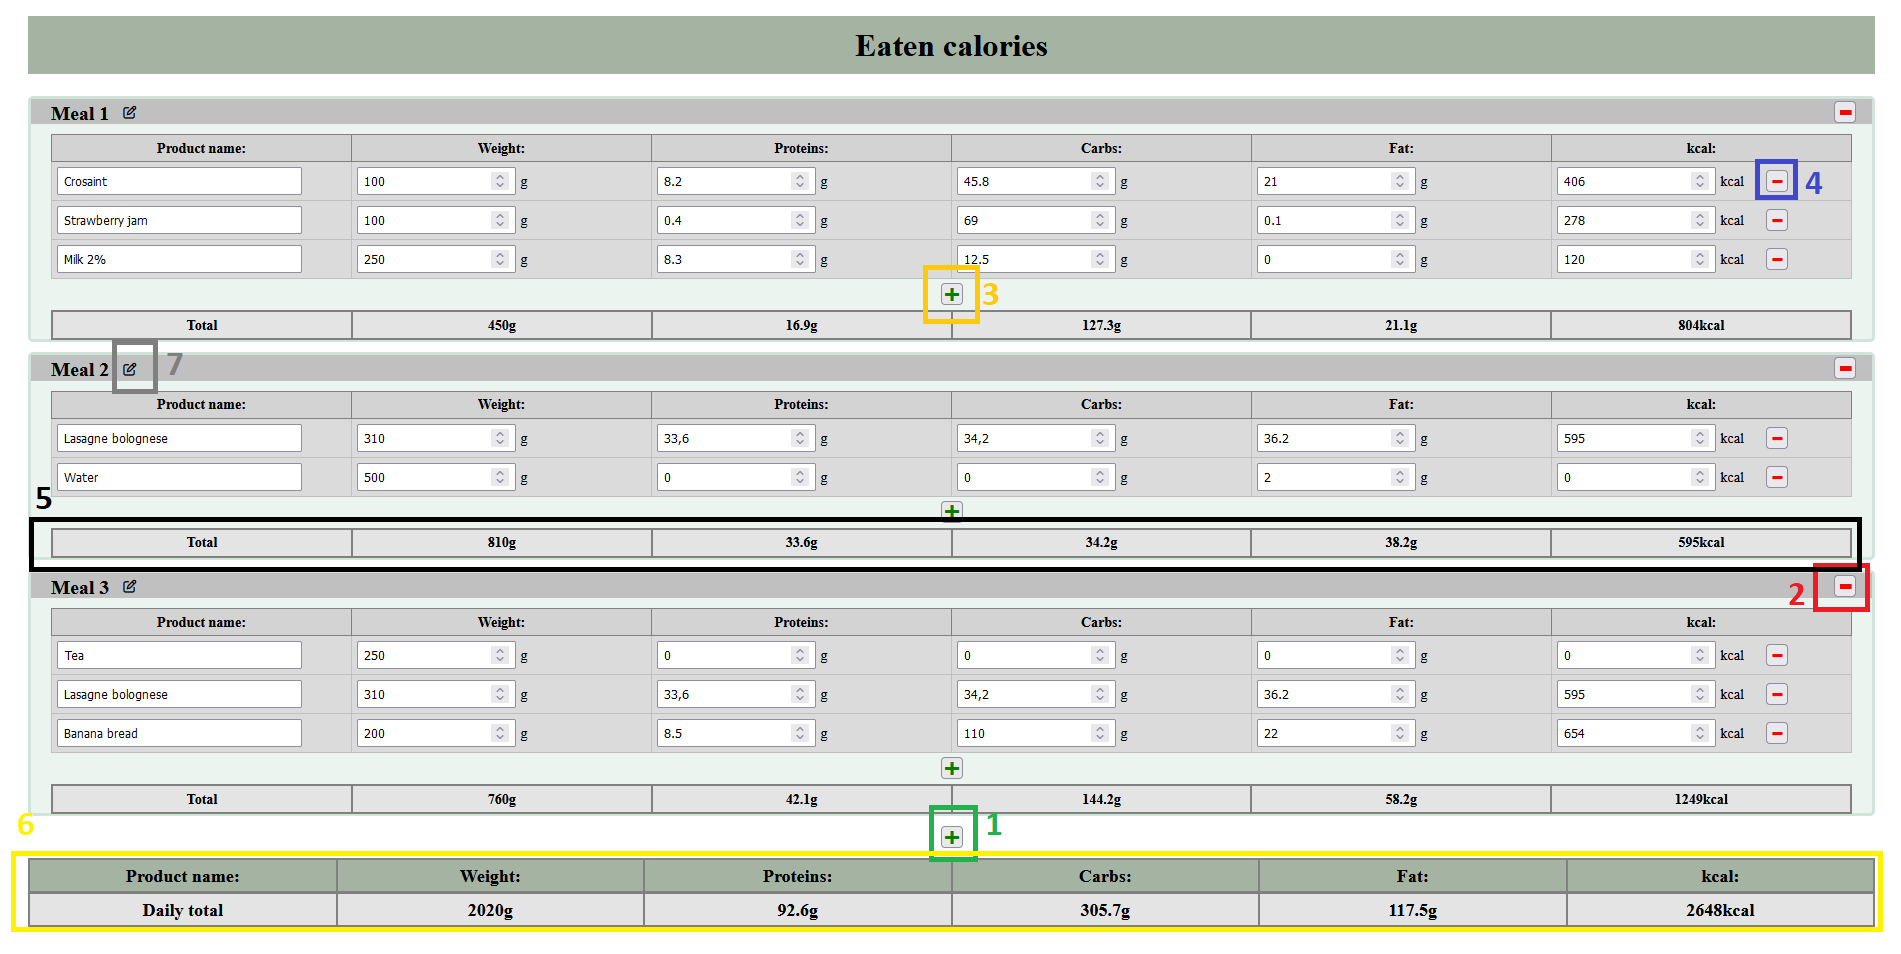 Eaten calories
Meal 1
Product name: Weight: Proteins: Carbs: Fat: kcal:
Crosaint 100 g 8.2 g 45.8 g 21 g 406 kcal 4
Strawberry jam 100 g 0.4 g 69 g 0.1 g 278 kcal
Milk 2% 250 g 8.3 g 12.5 g 0 g 120 kcal
3
Total 450g 16.9g 127.3g 21.1g 804kcal
Meal 2 7
Product name: Weight: Proteins: Carbs: Fat: kcal:
Lasagne bolognese 310 g 33,6 g 34,2 g 36.2 g 595 kcal
Water 500 g 0 g 0 g 2 g 0 kcal
5
Total 810g 33.6g 34.2g 38.2g 595kcal
Meal 3 2
Product name: Weight: Proteins: Carbs: Fat: kcal:
Tea 250 g 0 g 0 g 0 g 0 kcal
Lasagne bolognese 310 g 33,6 g 34,2 g 36.2 g 595 kcal
Banana bread 200 g 8.5 g 110 g 22 g 654 kcal
Total 760g 42.1g 144.2g 58.2g 1249kcal
6 1
Product name: Weight: Proteins: Carbs: Fat: kcal:
Daily total 2020g 92.6g 305.7g 117.5g 2648kcal